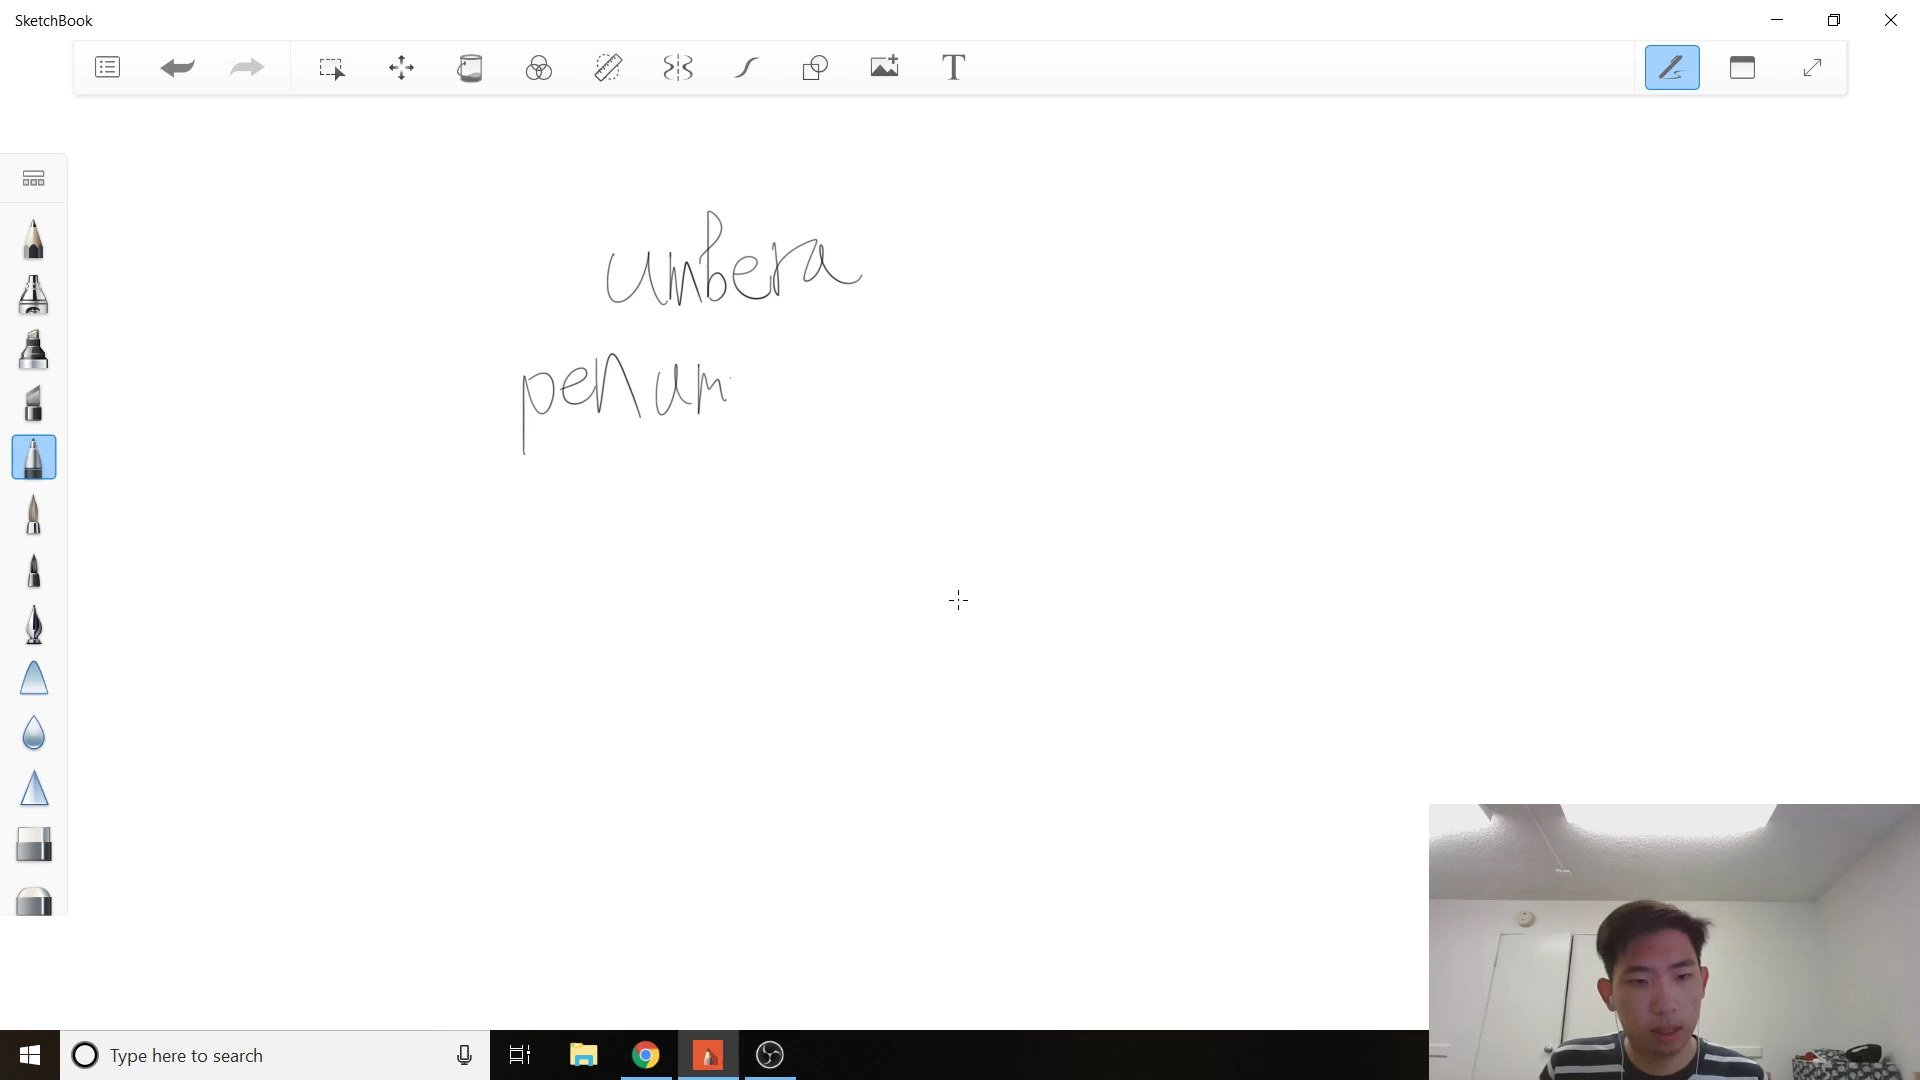 SketchBook
T
umbera
penum
Type here to search